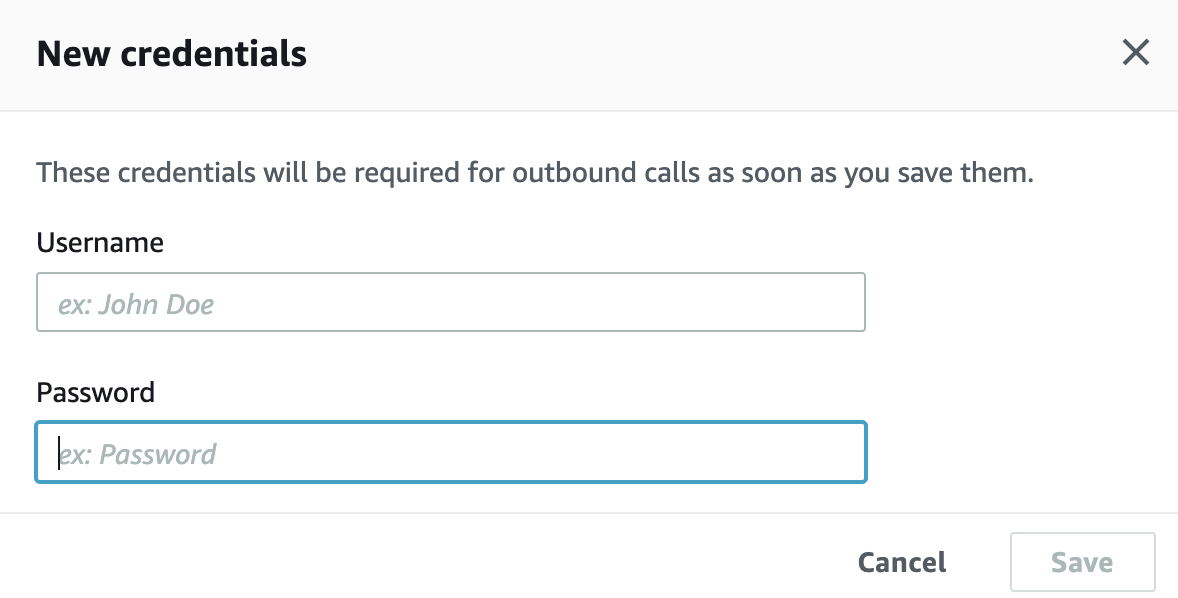 New credentials
These credentials will be required for outbound calls as soon as you save them.
Username
ex: John Doe
Password
ex: Password
Cancel
Save